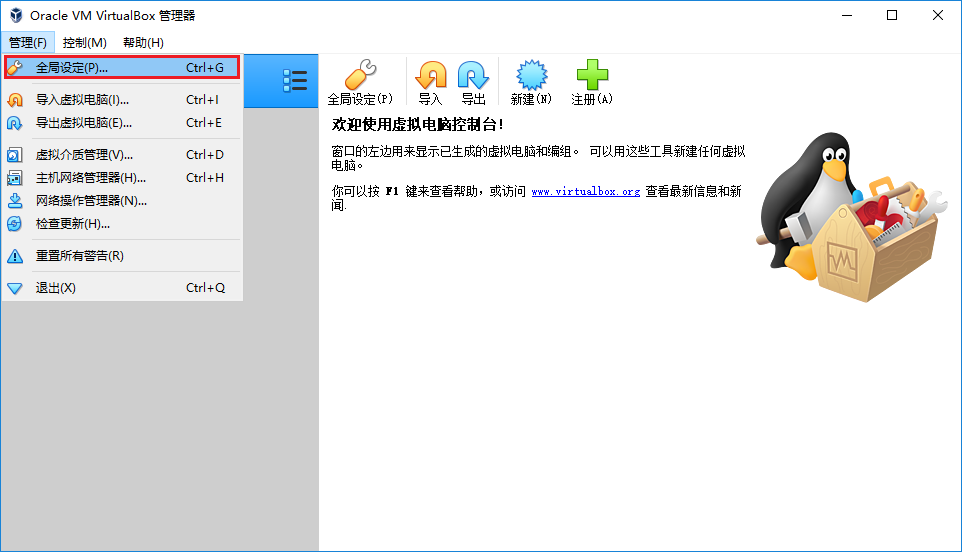 Oracle VM VirtualBox 管理器
管理(F) 控制(M) 帮助(H)
全局设定(P)... Ctrl+G
导入虚拟电脑(I)... Ctrl+I
导出虚拟电脑(E)... Ctrl+E
虚拟介质管理(V)... Ctrl+D
主机网络管理器(H)... Ctrl+H
网络操作管理器(N)...
检查更新(H)...
重置所有警告(R)
退出(X) Ctrl+Q
全局设定(P) 导入 导出 新建(N) 注册(A)
欢迎使用虚拟电脑控制台!
窗口的左边用来显示已生成的虚拟电脑和编组。 可以用这些工具新建任何虚拟
电脑。
你可以按 F1 键来查看帮助，或访问 www.virtualbox.org 查看最新信息和新
闻.